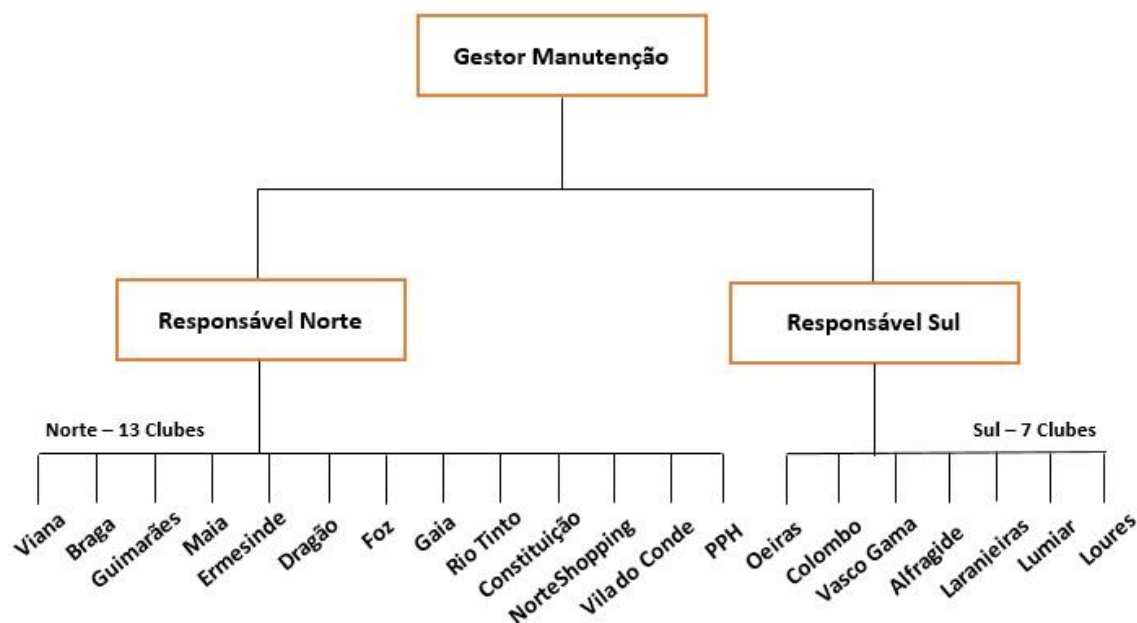 Gestor Manutenção
Responsável Norte
Responsável Sul
Norte – 13 Clubes
Sul – 7 Clubes
Viana
Braga
Guimarães
Maia
Ermesinde
Dragão
Foz
Gaia
Rio Tinto
Constituição
NorteShopping
Vila do Conde
PPH
Oeiras
Colombo
Vasco Gama
Alfragide
Laranjeiras
Lumiar
Loures